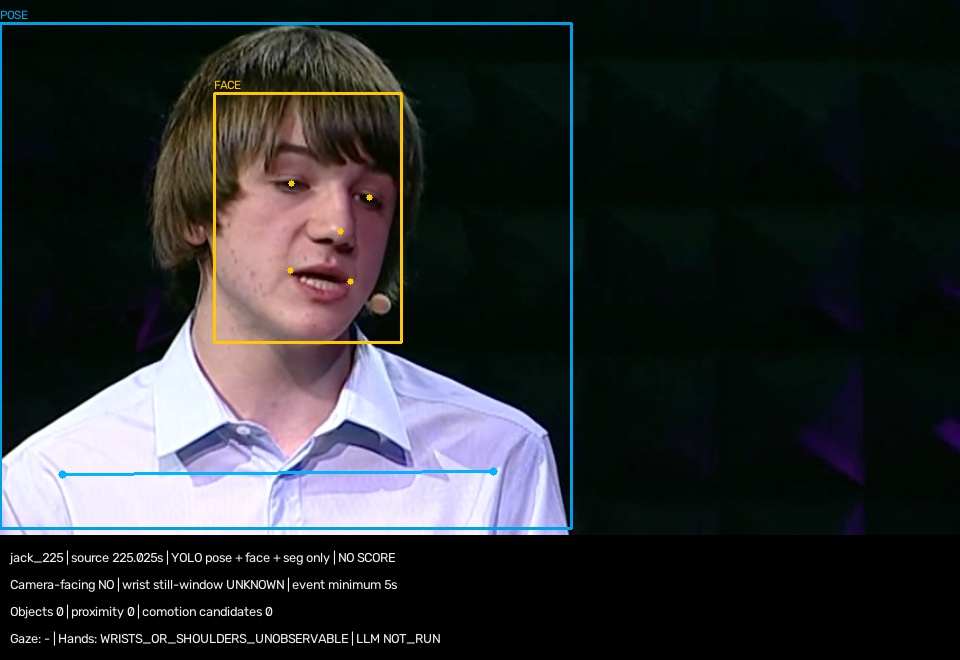 POSE
FACE
jack_225 | source 225.025s | YOLO pose + face + seg only | NO SCORE
Camera-facing NO | wrist still-window UNKNOWN | event minimum 5s
Objects 0 | proximity 0 | comotion candidates 0
Gaze: - | Hands: WRISTS_OR_SHOULDERS_UNOBSERVABLE | LLM NOT_RUN